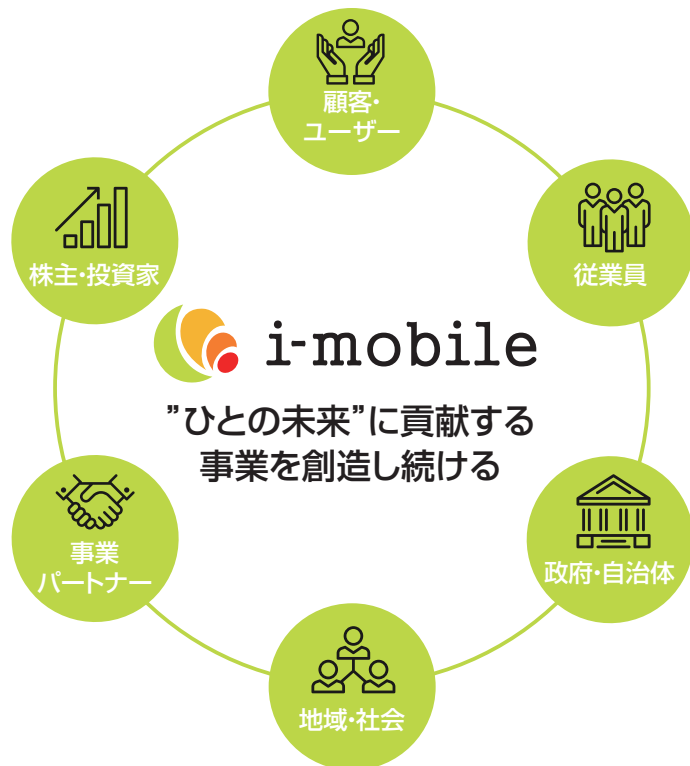 顧客・
ユーザー
従業員
株主・投資家
i-mobile
”ひとの未来”に貢献する
事業を創造し続ける
事業
パートナー
政府・自治体
地域・社会